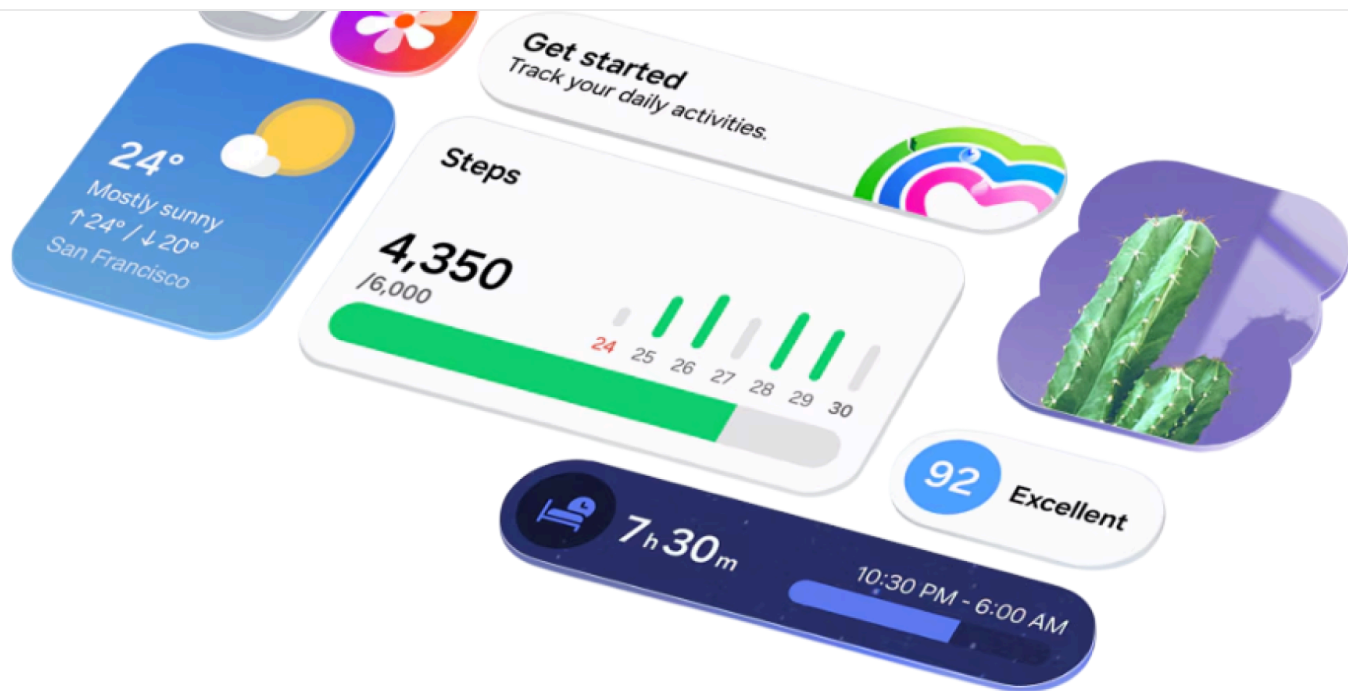 Get started
Track your daily activities.
24°
Mostly sunny
↑24°/↓20°
San Francisco
Steps
4,350
/6,000
24 25 26 27 28 29 30
92 Excellent
7h30m
10:30 PM - 6:00 AM